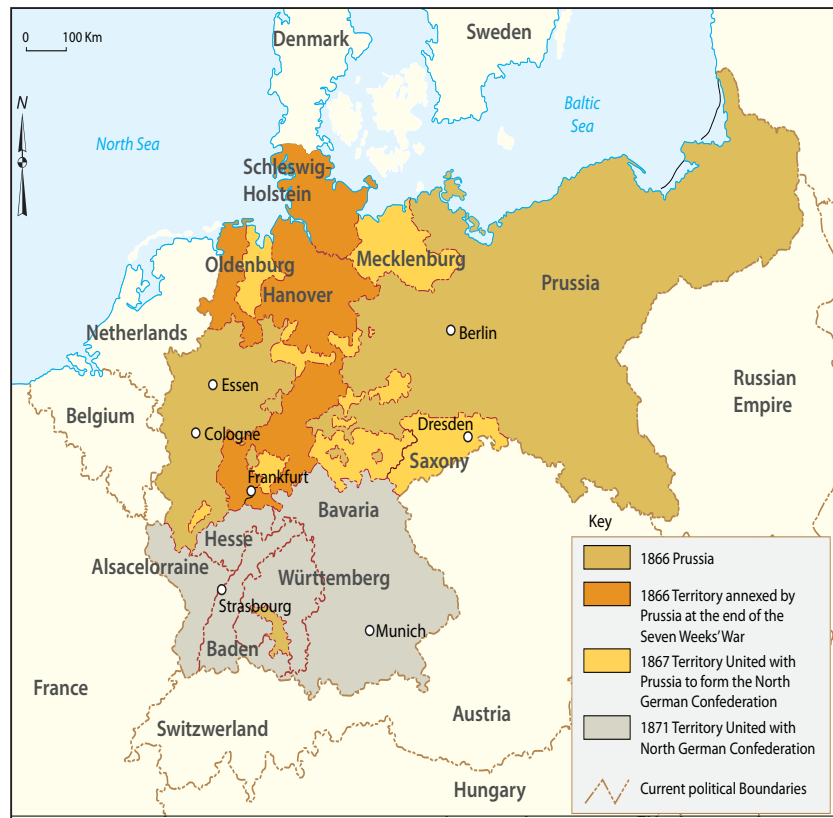 0 100 Km
Denmark
Sweden
N
North Sea
Baltic
Sea
Schleswig-
Holstein
Oldenburg
Mecklenburg
Hanover
Prussia
Netherlands
Berlin
Essen
Russian
Empire
Belgium
Cologne
Dresden
Saxony
Frankfurt
Bavaria
Key
Hesse
Alsacelorraine
Württemberg
Strasbourg
Munich
Baden
France
Switzwerland
Austria
Hungary
1866 Prussia
1866 Territory annexed by
Prussia at the end of the
Seven Weeks' War
1867 Territory United with
Prussia to form the North
German Confederation
1871 Territory United with
North German Confederation
Current political Boundaries